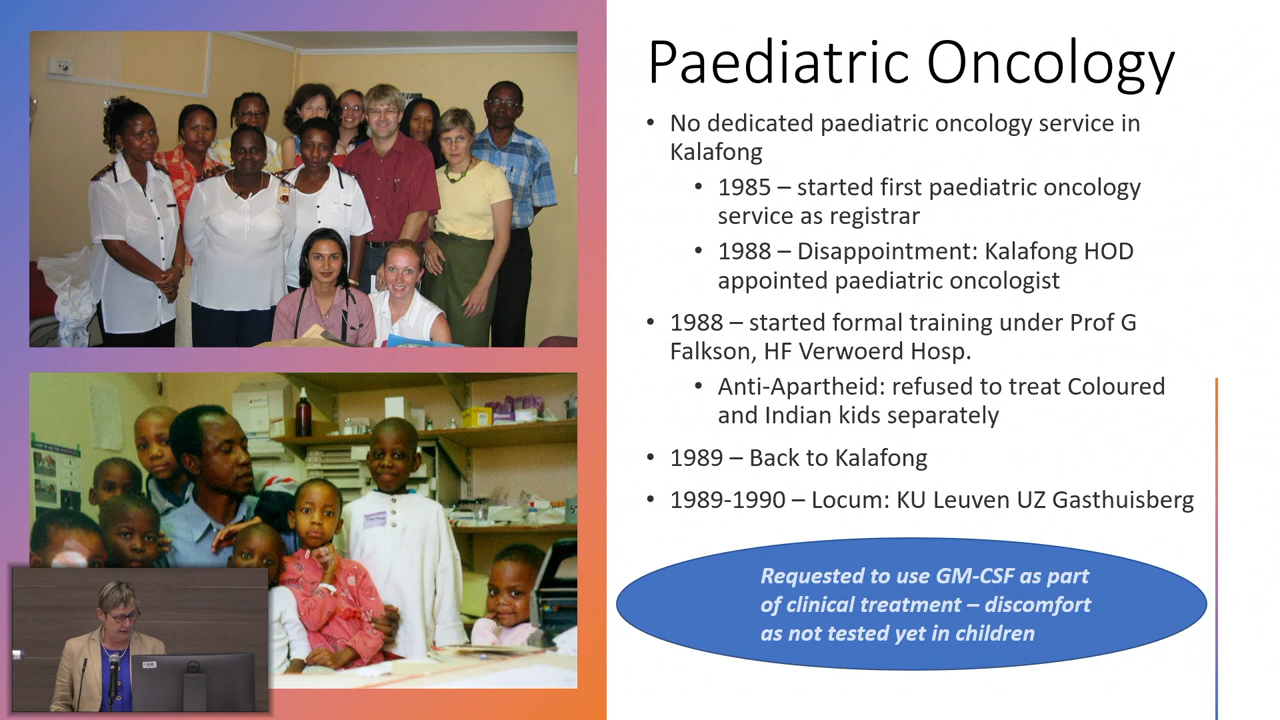 Paediatric Oncology
• No dedicated paediatric oncology service in
Kalafong
• 1985 – started first paediatric oncology
service as registrar
• 1988 – Disappointment: Kalafong HOD
appointed paediatric oncologist
• 1988 – started formal training under Prof G
Falkson, HF Verwoerd Hosp.
• Anti-Apartheid: refused to treat Coloured
and Indian kids separately
• 1989 – Back to Kalafong
• 1989-1990 – Locum: KU Leuven UZ Gasthuisberg
Requested to use GM-CSF as part
of clinical treatment – discomfort
as not tested yet in children